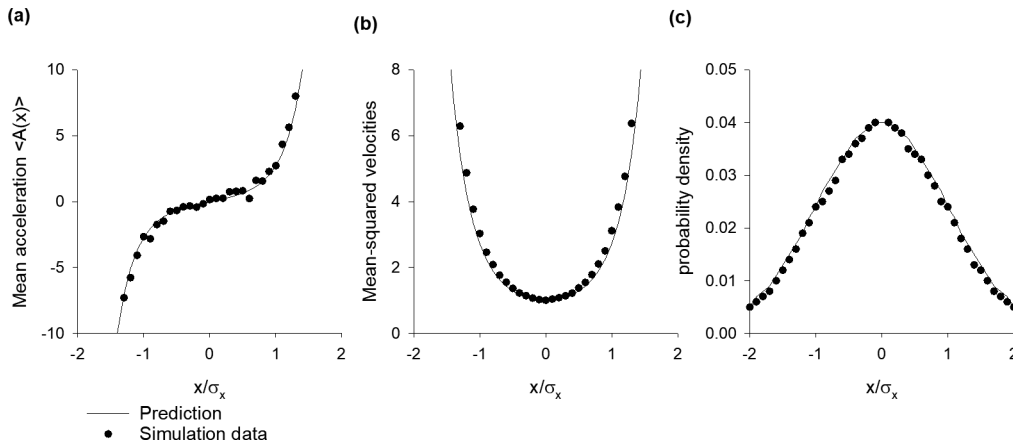 (a)
Mean acceleration <A(x)>
10
5
0
-5
-10
-2 -1 0 1 2
x/σx
(b)
Mean-squared velocities
8
6
4
2
0
-2 -1 0 1 2
x/σx
(c)
probability density
0.05
0.04
0.03
0.02
0.01
0.00
-2 -1 0 1 2
x/σx
Prediction
Simulation data